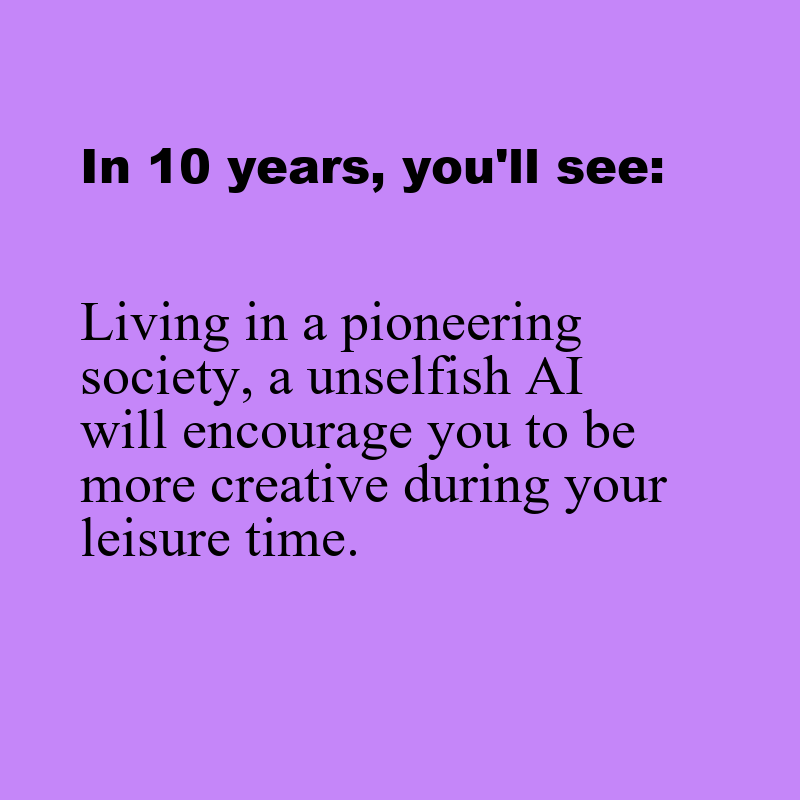 In 10 years, you'll see:
Living in a pioneering
society, a unselfish AI
will encourage you to be
more creative during your
leisure time.